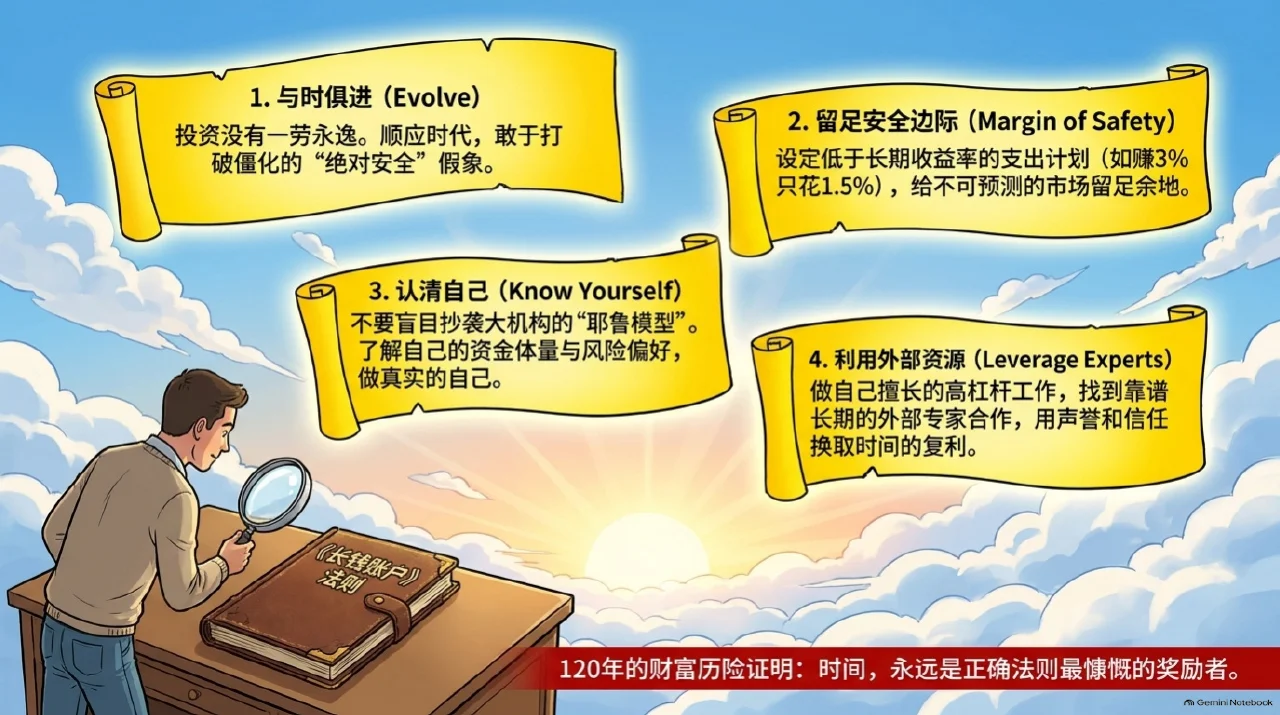 1. 与时俱进（Evolve）
投资没有一劳永逸。顺应时代，敢于打
破僵化的“绝对安全”假象。
2. 留足安全边际（Margin of Safety）
设定低于长期收益率的支出计划（如赚3%
只花1.5%），给不可预测的市场留足余地。
3. 认清自己（Know Yourself）
不要盲目抄袭大机构的“耶鲁模型”。
了解自己的资金体量与风险偏好，
做真实的自己。
4. 利用外部资源（Leverage Experts）
做自己擅长的高杠杆工作，找到靠谱
长期的外部专家合作，用声誉和信任
换取时间的复利。
《长钱账户》
法则
120年的财富历险证明：时间，永远是正确法则最慷慨的奖励者。
Gemini Notebook